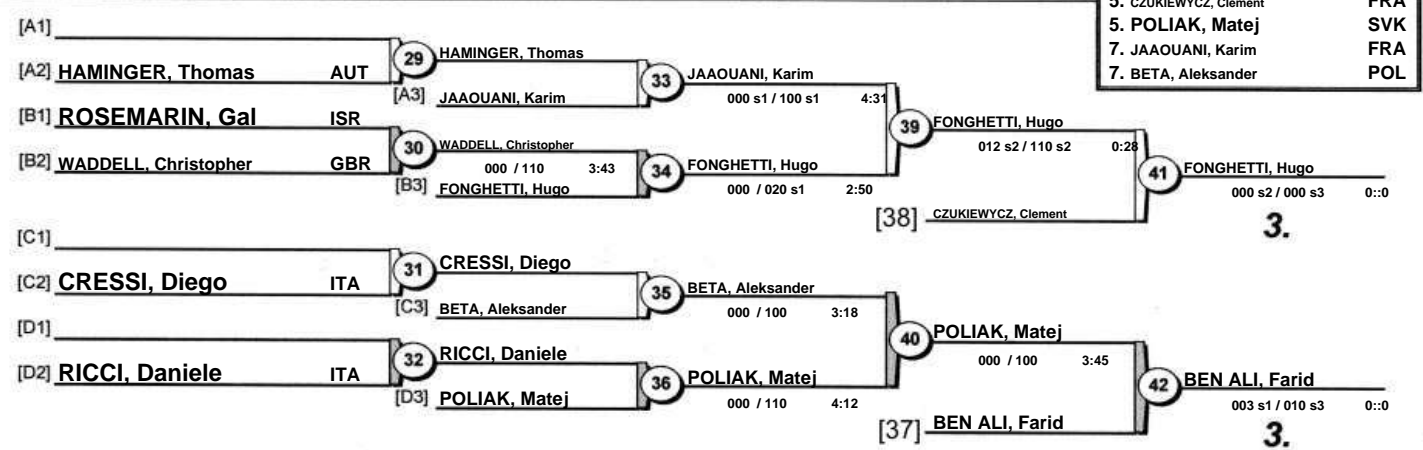 5. CZUKIEWYCZ, Clement FRA
5. POLIAK, Matej SVK
7. JAAOUANI, Karim FRA
7. BETA, Aleksander POL
[A1]
29 HAMINGER, Thomas
[A2] HAMINGER, Thomas AUT
33 JAAOUANI, Karim
[A3] JAAOUANI, Karim
000 s1 / 100 s1 4:31
[B1] ROSEMARIN, Gal ISR
39 FONGHETTI, Hugo
30 WADDELL, Christopher
012 s2 / 110 s2 0:28
[B2] WADDELL, Christopher GBR
000 / 110 3:43
34 FONGHETTI, Hugo
41 FONGHETTI, Hugo
[B3] FONGHETTI, Hugo
000 / 020 s1 2:50
000 s2 / 000 s3 0::0
[38] CZUKIEWYCZ, Clement
3.
[C1]
31 CRESSI, Diego
[C2] CRESSI, Diego ITA
35 BETA, Aleksander
[C3] BETA, Aleksander
000 / 100 3:18
[D1]
40 POLIAK, Matej
32 RICCI, Daniele
000 / 100 3:45
[D2] RICCI, Daniele ITA
36 POLIAK, Matej
42 BEN ALI, Farid
[D3] POLIAK, Matej
000 / 110 4:12
003 s1 / 010 s3 0::0
[37] BEN ALI, Farid
3.